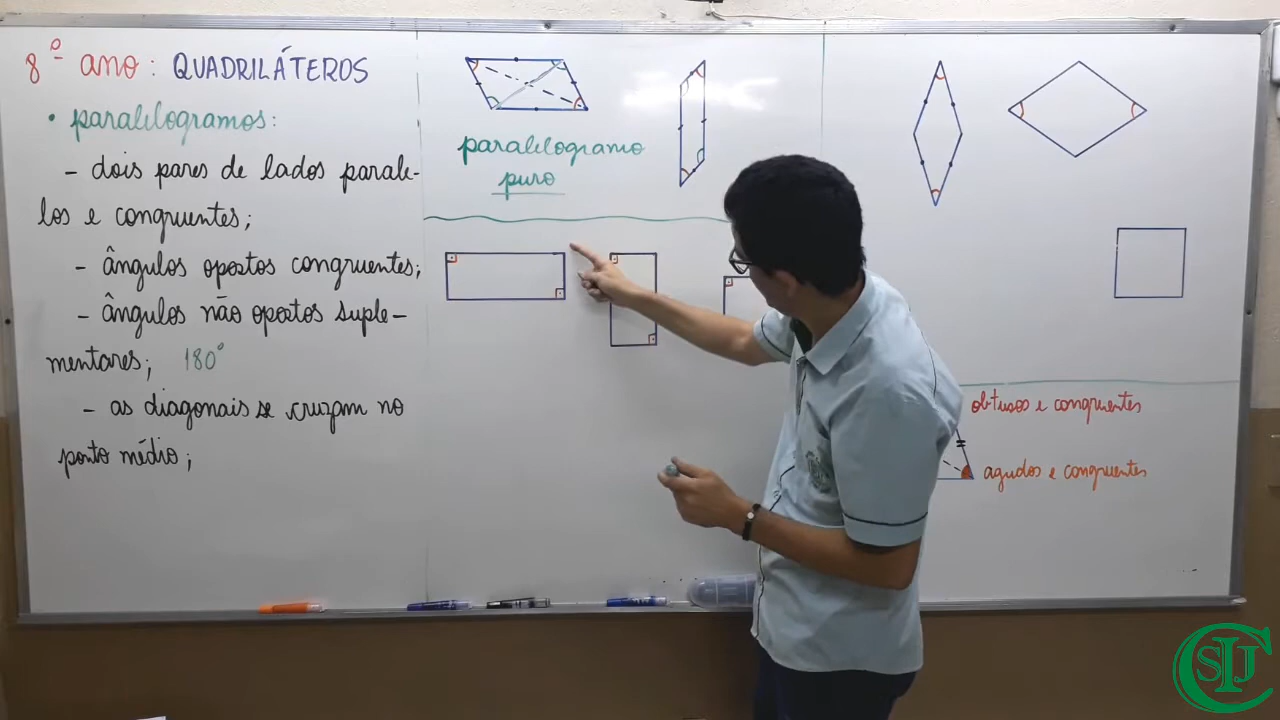 8º ano: QUADRILÁTEROS
• paralelogramos:
- dois pares de lados parale-
los e congruentes;
- ângulos opostos congruentes;
- ângulos não opostos suple-
mentares; 180°
- as diagonais se cruzam no
ponto médio;
paralelogramo
puro
obtusos e congruentes
agudos e congruentes
CSIJ